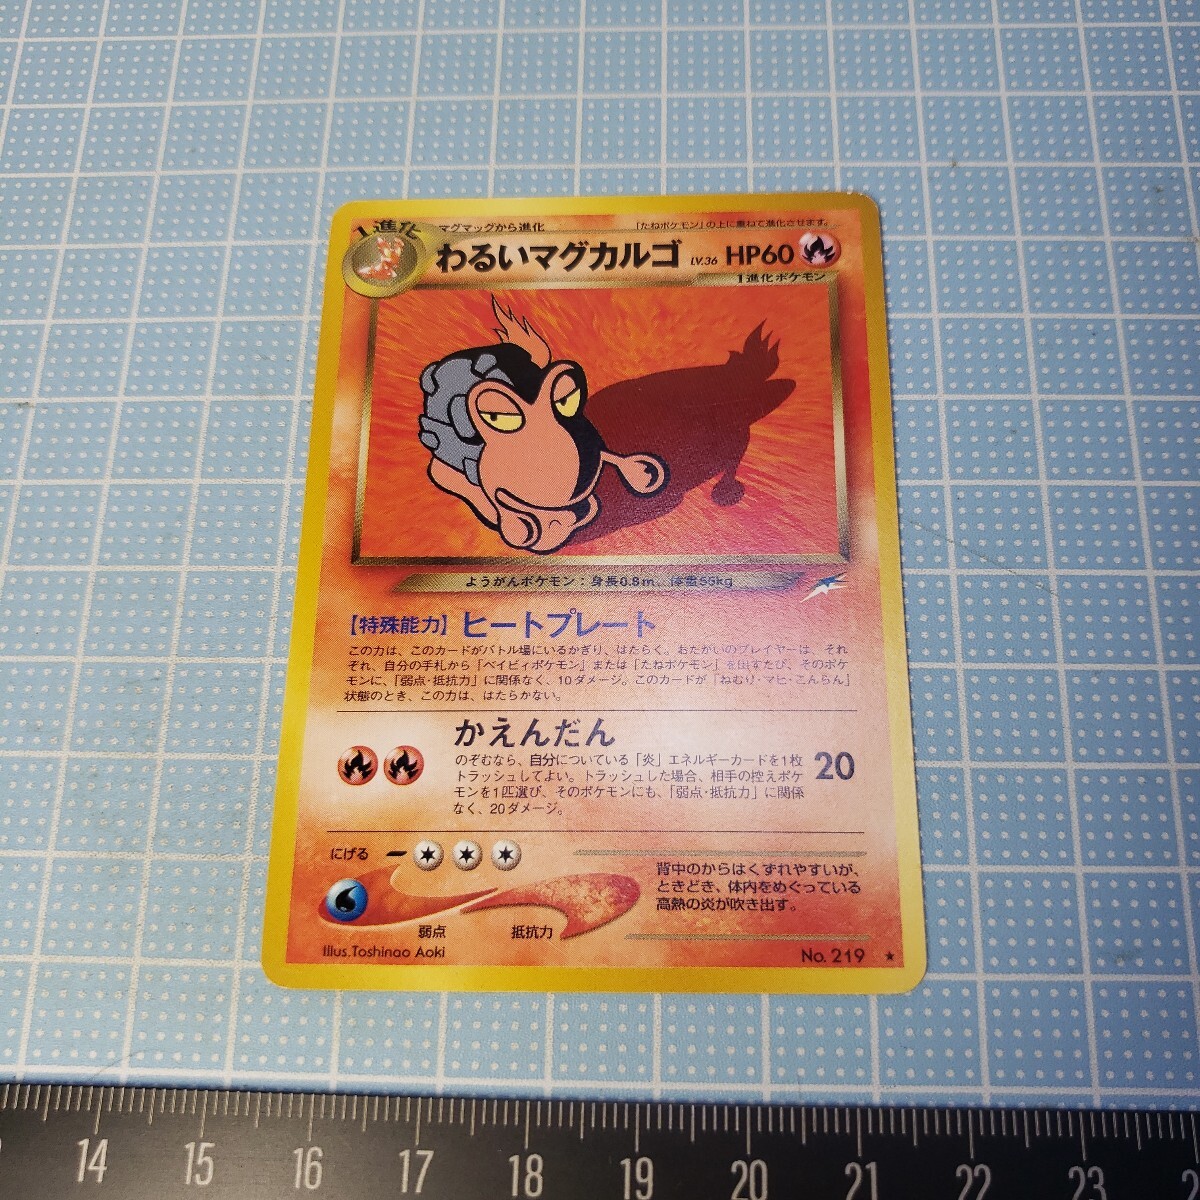 1進化
マグマッグから進化
「たねポケモン」の上に重ねて進化させます。
わるいマグカルゴ LV.36 HP60
1進化ポケモン
ようがんポケモン：身長0.8m、体重55kg
【特殊能力】ヒートプレート
この力は、このカードがバトル場にいるかぎり、はたらく。おたがいのプレイヤーは、それ
ぞれ、自分の手札から「ベイビィポケモン」または「たねポケモン」を出すたび、そのポケ
モンに、「弱点・抵抗力」に関係なく、10ダメージ。このカードが「ねむり・マヒ・こんらん」
状態のとき、この力は、はたらかない。
かえんだん
のぞむなら、自分についている「炎」エネルギーカードを1枚
トラッシュしてよい。トラッシュした場合、相手の控えポケ
モンを1匹選び、そのポケモンにも、「弱点・抵抗力」に関係
なく、20ダメージ。
20
にげる
弱点
抵抗力
背中のからはくずれやすいが、
ときどき、体内をめぐっている
高熱の炎が吹き出す。
Illus.Toshinao Aoki
No. 219 ★
14 15 16 17 18 19 20 21 22 23